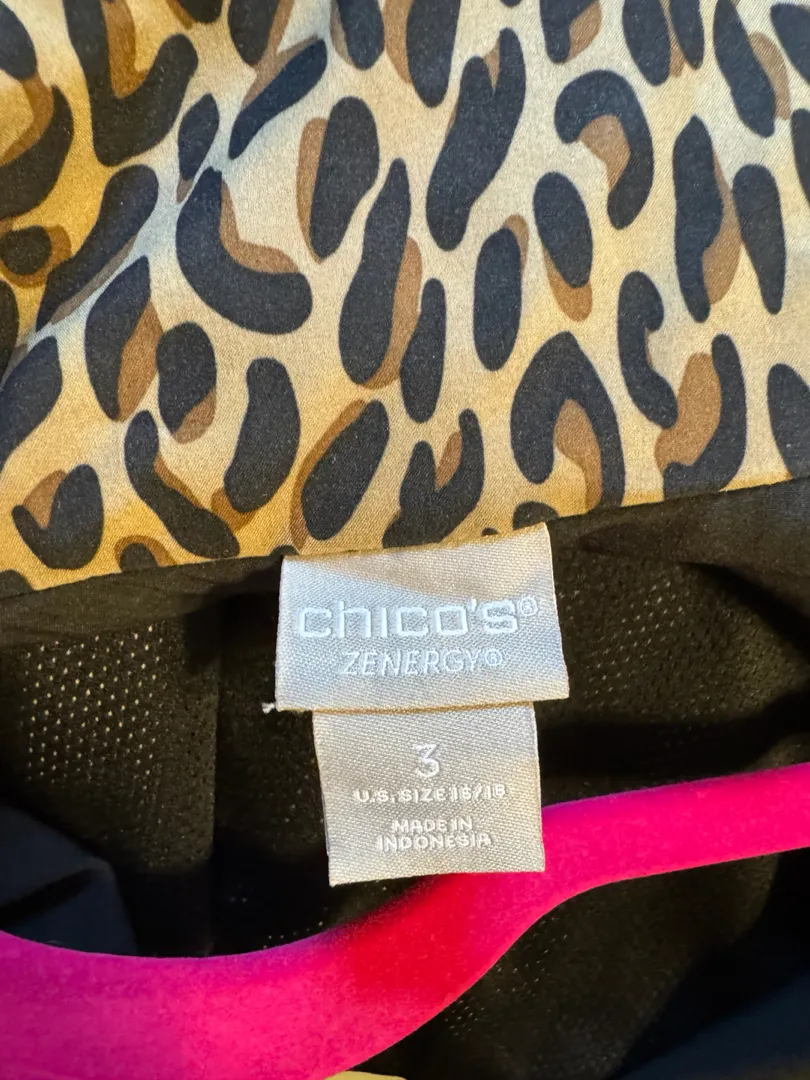 chico's®
ZENERGY®
3
U.S. SIZE 16/18
MADE IN
INDONESIA